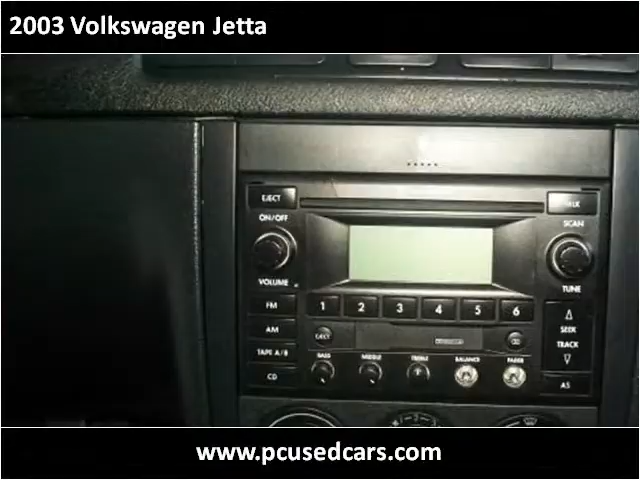 2003 Volkswagen Jetta
EJECT
ON/OFF
SCAN
VOLUME
TUNE
FM
1 2 3 4 5 6
AM
SEEK
TRACK
EJECT
TAPE A/B
BASS MIDDLE TREBLE BALANCE FADER
CD
AS
www.pcusedcars.com